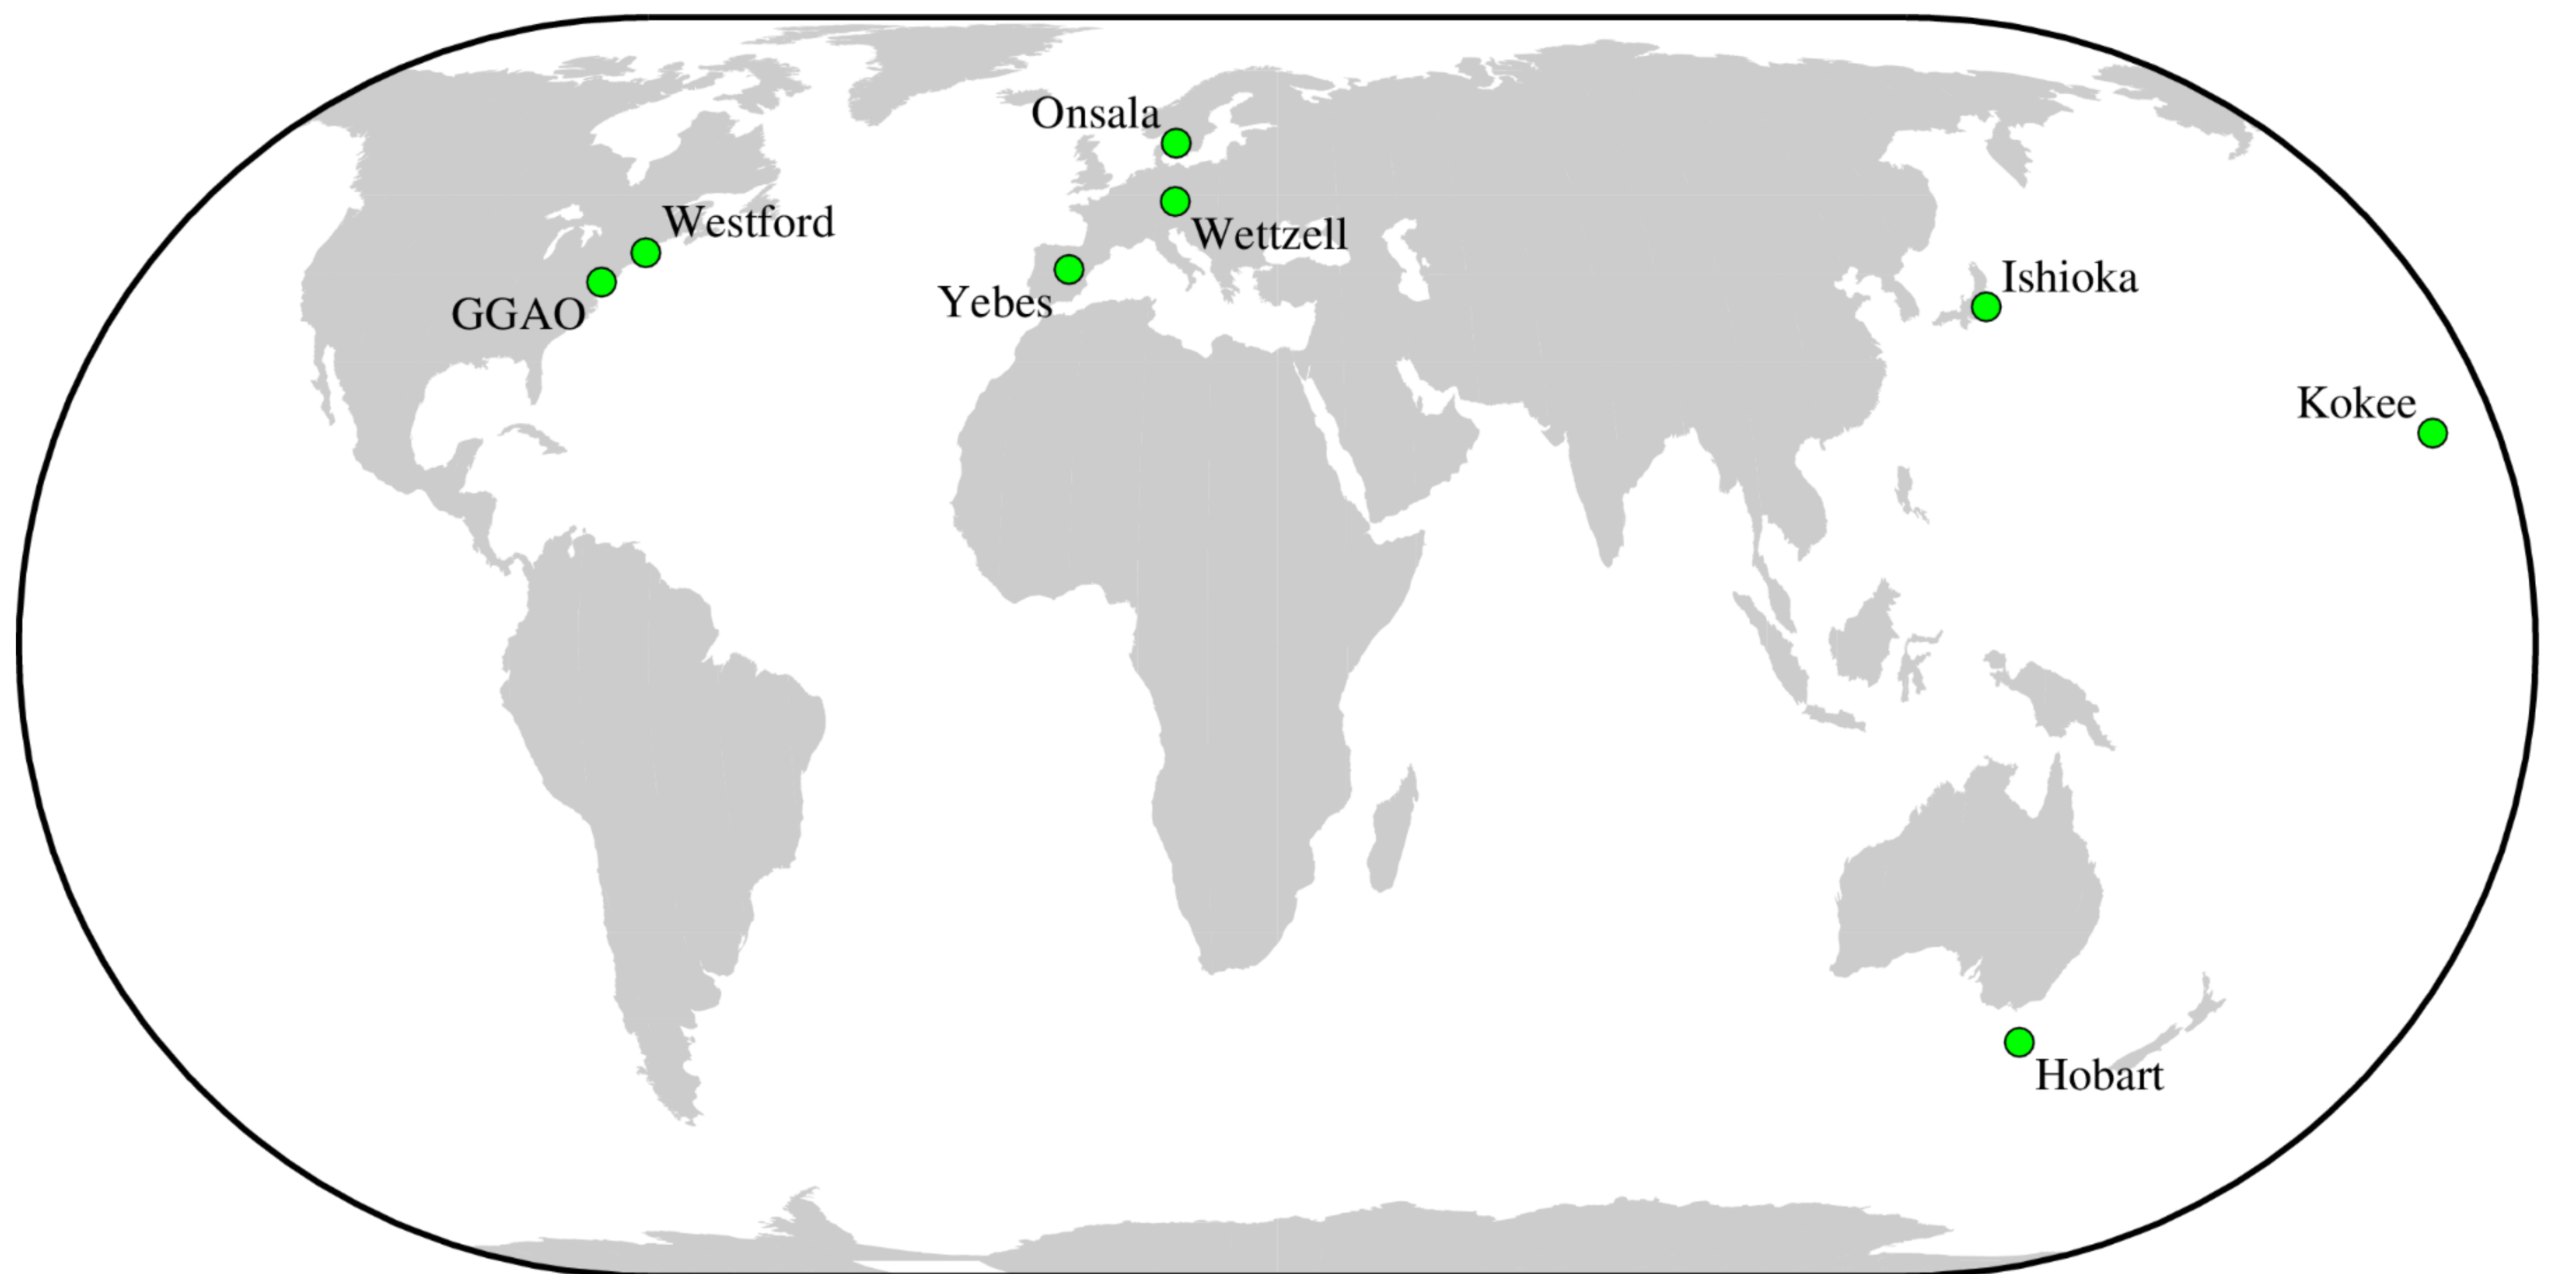 Onsala
Westford
Wettzell
Ishioka
Yebes
GGAO
Kokee
Hobart